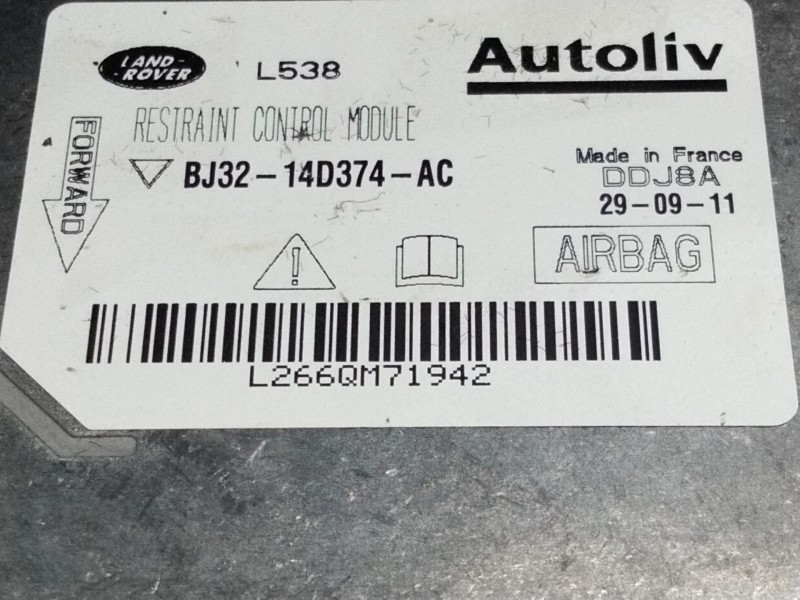 LAND-
-ROVER
L538
Autoliv
RESTRAINT CONTROL MODULE
FORWARD
BJ32-14D374-AC
Made in France
DDJ8A
29-09-11
AIRBAG
L266QM71942